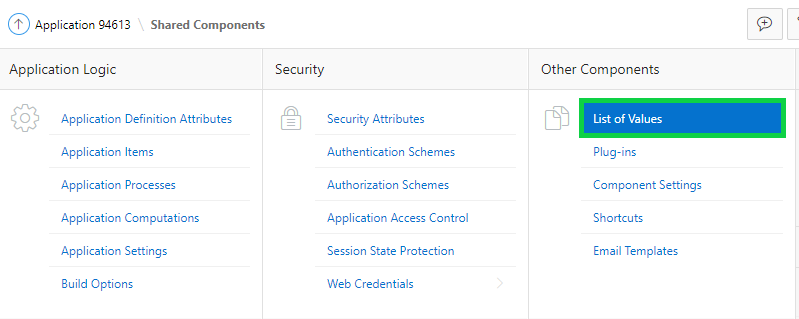 Application 94613 \ Shared Components
Application Logic
Application Definition Attributes
Application Items
Application Processes
Application Computations
Application Settings
Build Options
Security
Security Attributes
Authentication Schemes
Authorization Schemes
Application Access Control
Session State Protection
Web Credentials
Other Components
List of Values
Plug-ins
Component Settings
Shortcuts
Email Templates